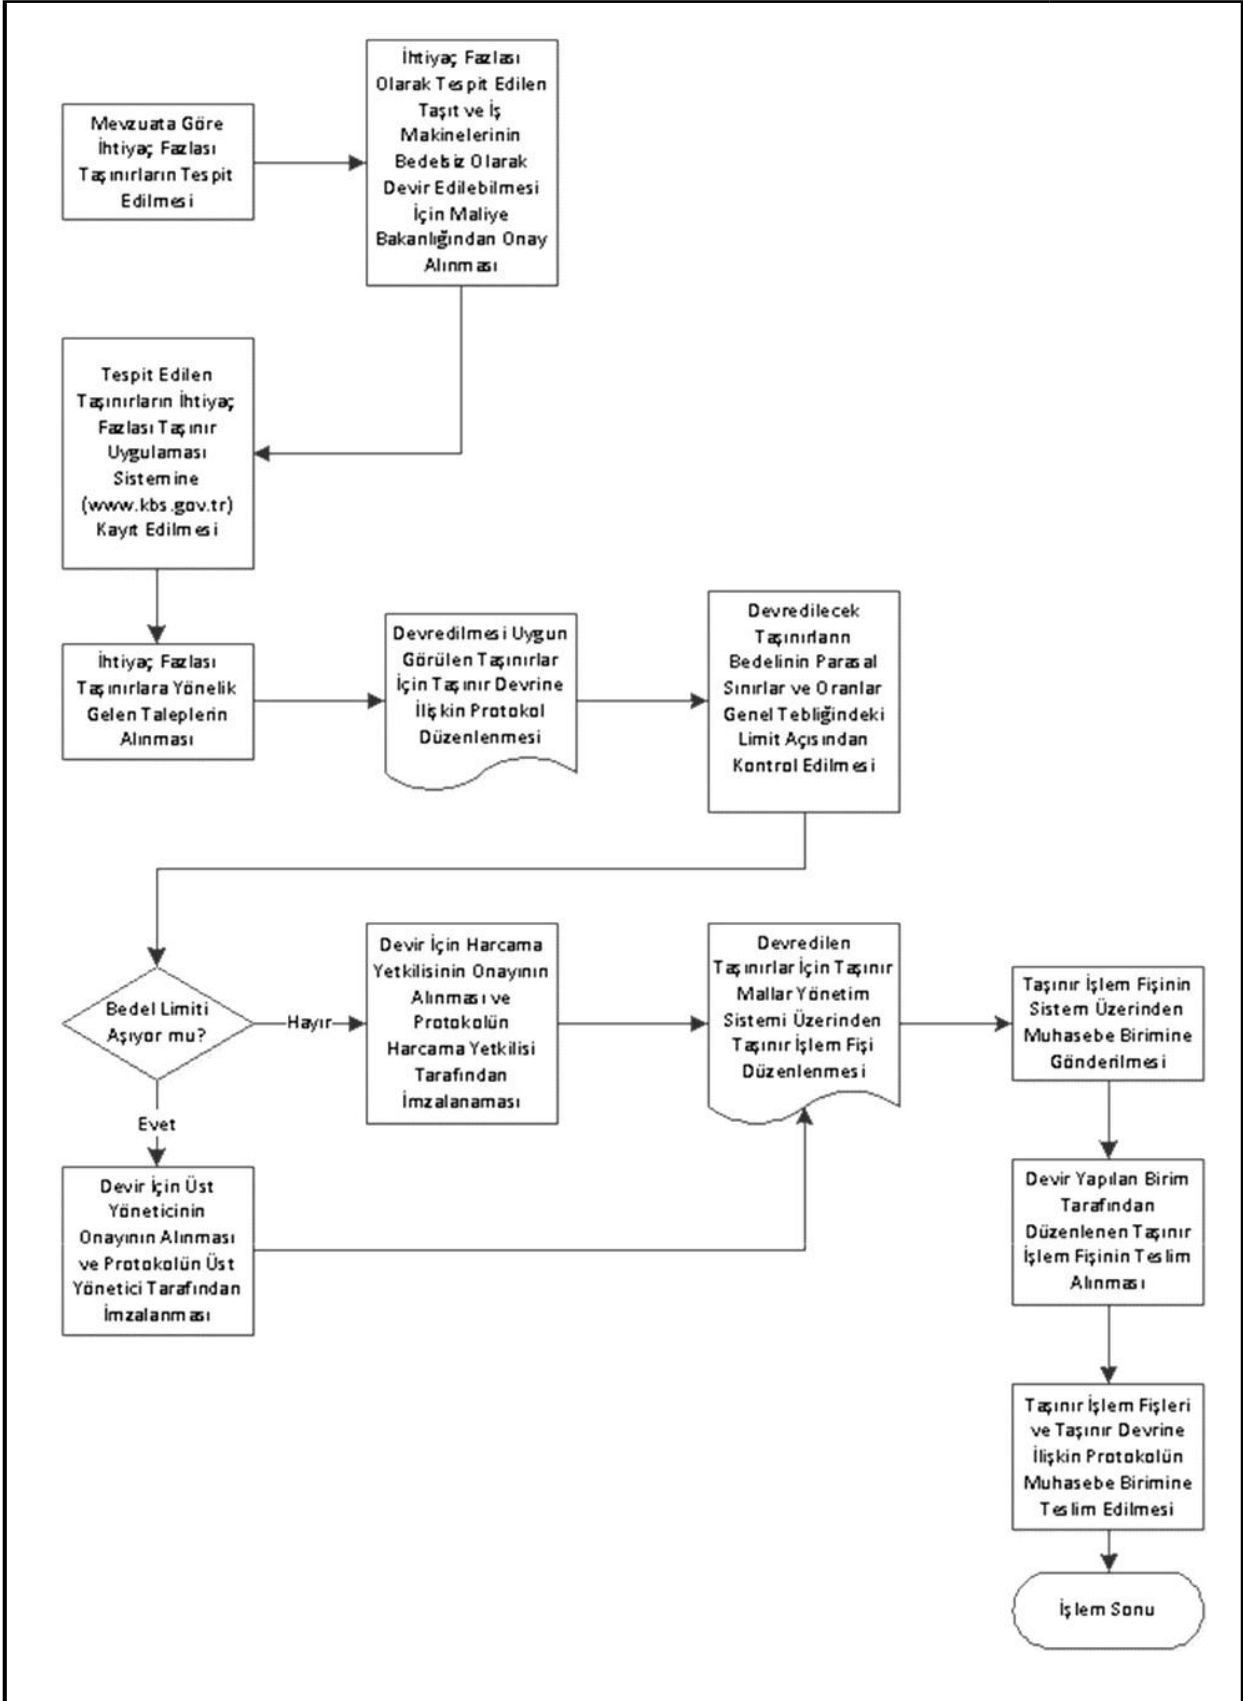 Mevzuata Göre
İhtiyaç Fazlası
Taşınırların Tespit
Edilmesi
İhtiyaç Fazlası
Olarak Tespit Edilen
Taşıt ve İş
Makinelerinin
Bedelsiz Olarak
Devir Edilebilmesi
İçin Maliye
Bakanlığından Onay
Alınması
Tespit Edilen
Taşınırların İhtiyaç
Fazlası Taşınır
Uygulaması
Sistemine
(www.kbs.gov.tr)
Kayıt Edilmesi
İhtiyaç Fazlası
Taşınırlara Yönelik
Gelen Taleplerin
Alınması
Devredilmesi Uygun
Görülen Taşınırlar
İçin Taşınır Devrine
İlişkin Protokol
Düzenlenmesi
Devredilecek
Taşınırların
Bedelinin Parasal
Sınırlar ve Oranlar
Genel Tebliğindeki
Limit Açısından
Kontrol Edilmesi
Bedel Limiti
Aşıyor mu?
Hayır
Evet
Devir İçin Harcama
Yetkilisinin Onayının
Alınması ve
Protokolün
Harcama Yetkilisi
Tarafından
İmzalanaması
Devir İçin Üst
Yöneticinin
Onayının Alınması
ve Protokolün Üst
Yönetici Tarafından
İmzalanması
Devredilen
Taşınırlar İçin Taşınır
Mallar Yönetim
Sistemi Üzerinden
Taşınır İşlem Fişi
Düzenlenmesi
Taşınır İşlem Fişinin
Sistem Üzerinden
Muhasebe Birimine
Gönderilmesi
Devir Yapılan Birim
Tarafından
Düzenlenen Taşınır
İşlem Fişinin Teslim
Alınması
Taşınır İşlem Fişleri
ve Taşınır Devrine
İlişkin Protokolün
Muhasebe Birimine
Teslim Edilmesi
İşlem Sonu